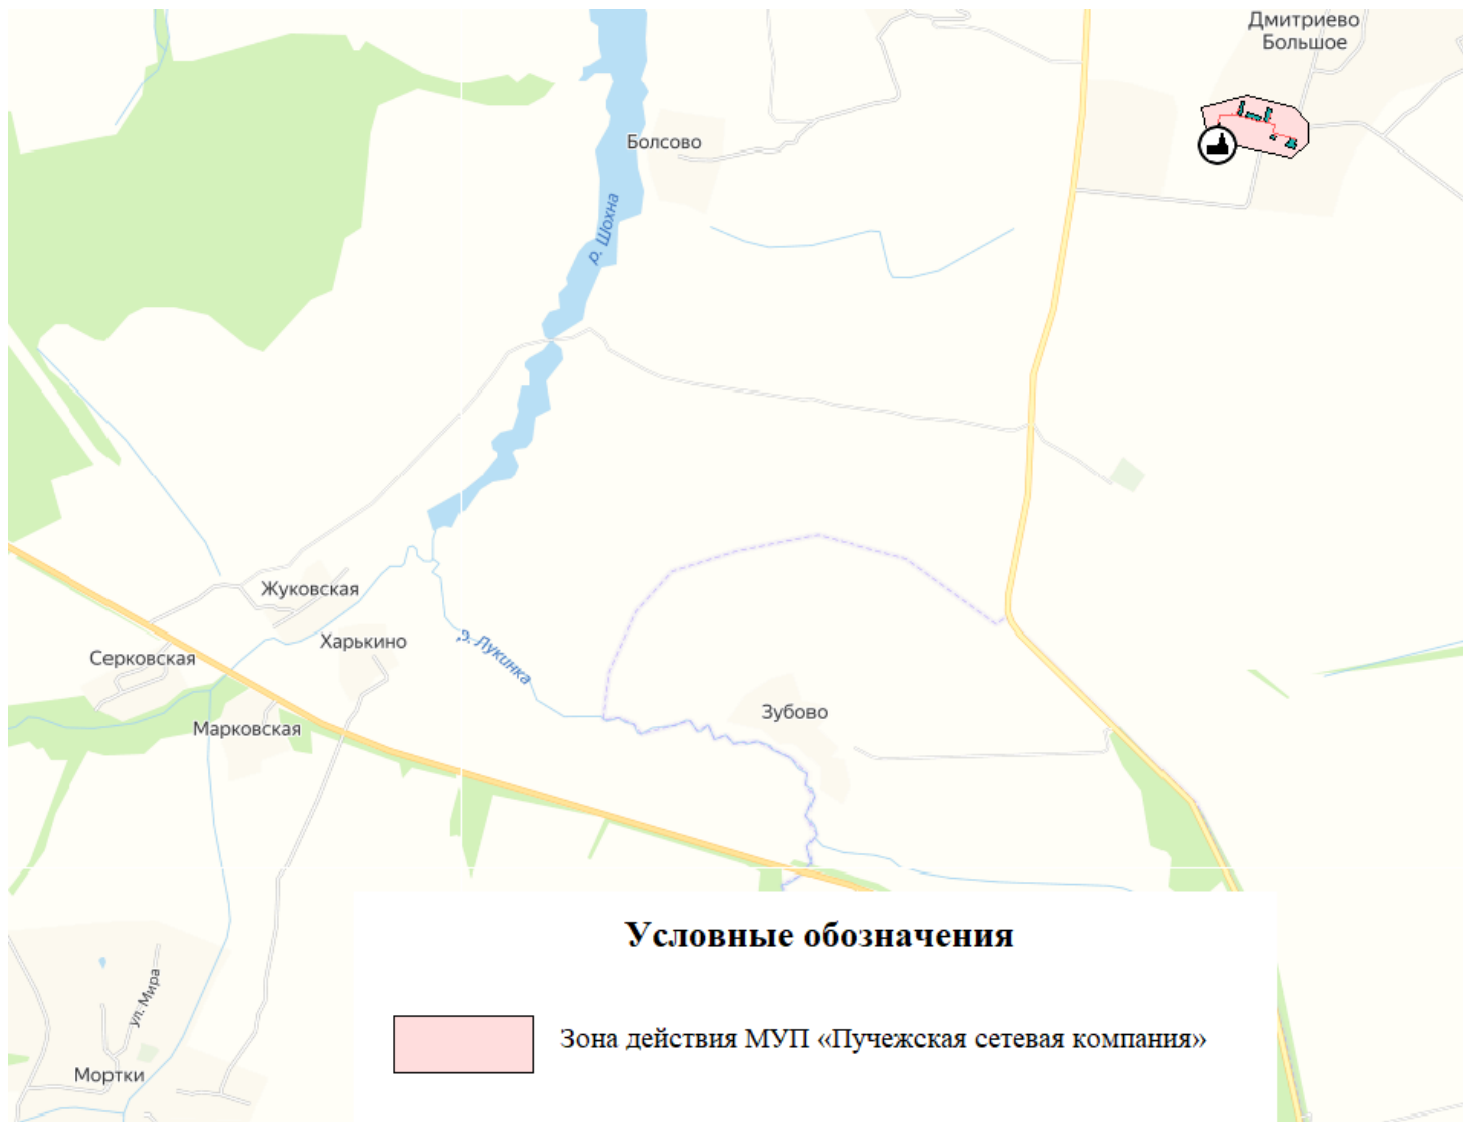 Дмитриево
Большое
Болсово
р. Шохна
Жуковская
Харькино
Серковская
р. Лукинка
Марковская
Зубово
ул. Мира
Мортки
Условные обозначения
Зона действия МУП «Пучежская сетевая компания»